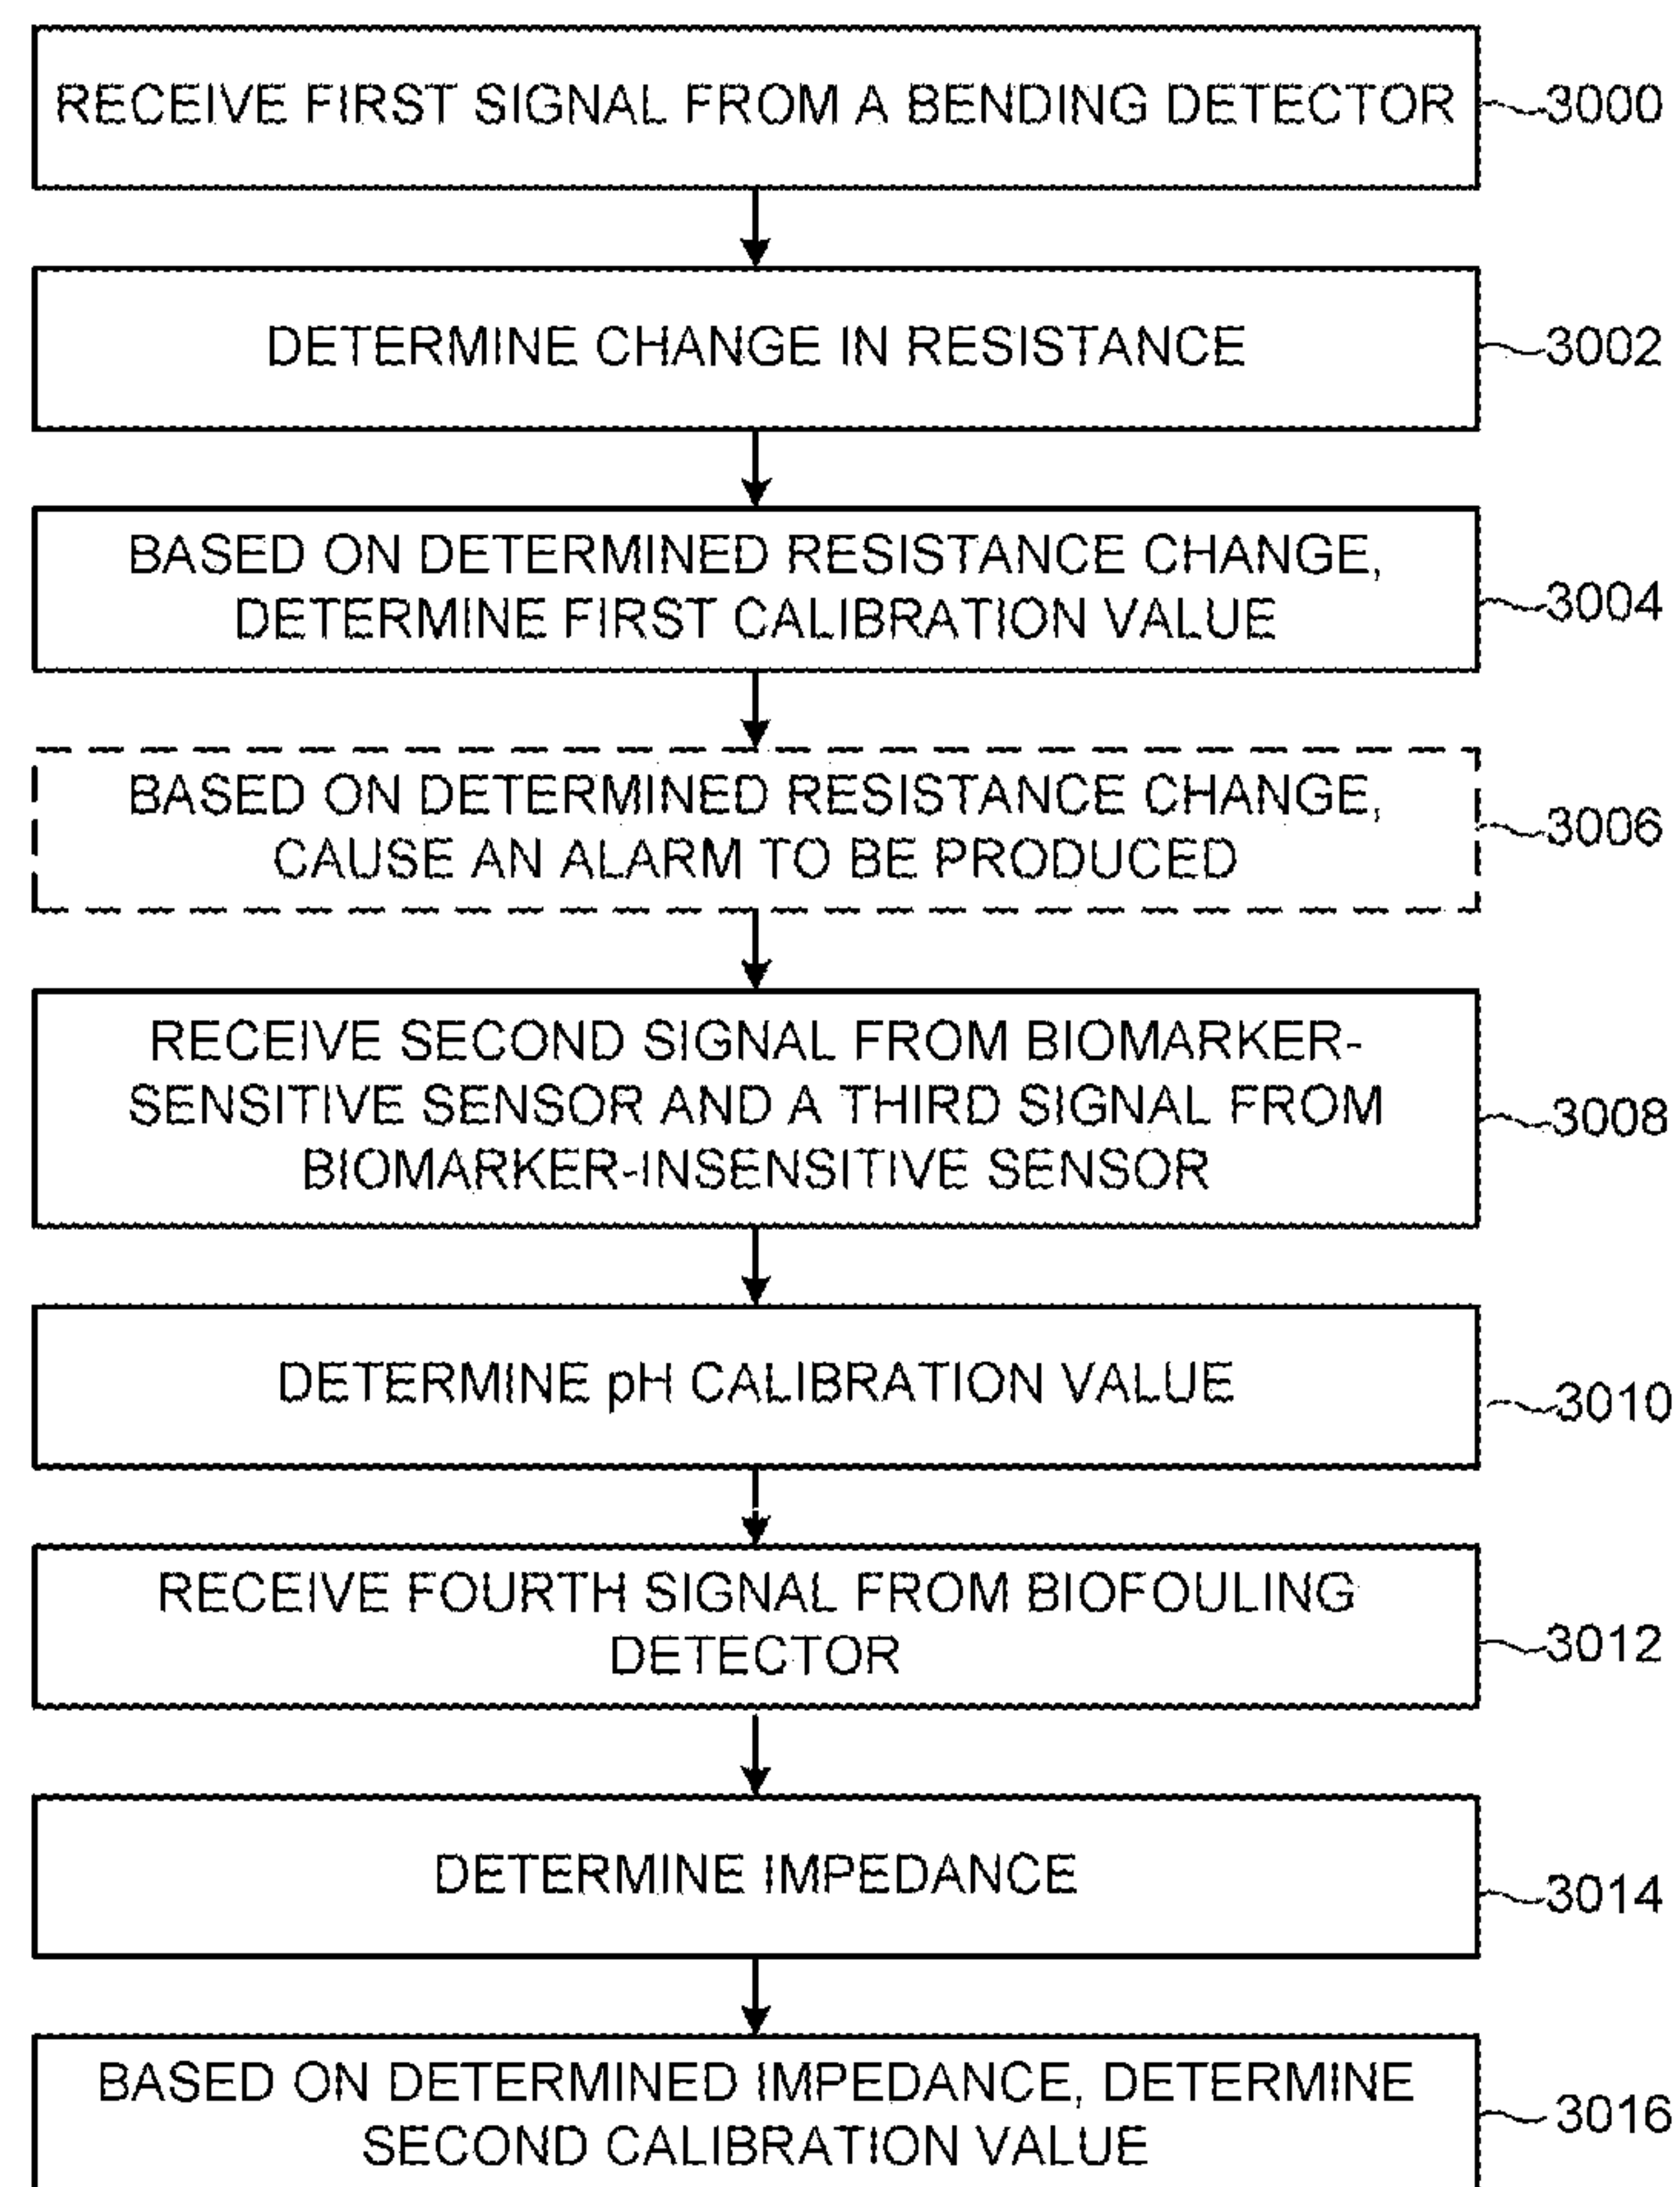 RECEIVE FIRST SIGNAL FROM A BENDING DETECTOR
3000
DETERMINE CHANGE IN RESISTANCE
3002
BASED ON DETERMINED RESISTANCE CHANGE,
DETERMINE FIRST CALIBRATION VALUE
3004
BASED ON DETERMINED RESISTANCE CHANGE,
CAUSE AN ALARM TO BE PRODUCED
3006
RECEIVE SECOND SIGNAL FROM BIOMARKER-
SENSITIVE SENSOR AND A THIRD SIGNAL FROM
BIOMARKER-INSENSITIVE SENSOR
3008
DETERMINE pH CALIBRATION VALUE
3010
RECEIVE FOURTH SIGNAL FROM BIOFOULING
DETECTOR
3012
DETERMINE IMPEDANCE
3014
BASED ON DETERMINED IMPEDANCE, DETERMINE
SECOND CALIBRATION VALUE
3016